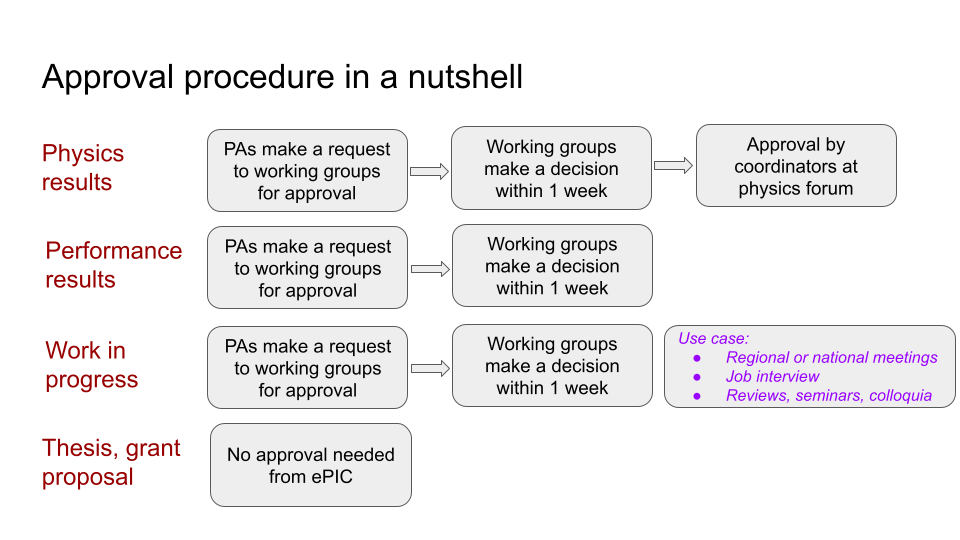 Approval procedure in a nutshell
Physics
results
PAs make a request
to working groups
for approval
Working groups
make a decision
within 1 week
Approval by
coordinators at
physics forum
Performance
results
PAs make a request
to working groups
for approval
Working groups
make a decision
within 1 week
Work in
progress
PAs make a request
to working groups
for approval
Working groups
make a decision
within 1 week
Use case:
● Regional or national meetings
● Job interview
● Reviews, seminars, colloquia
Thesis, grant
proposal
No approval needed
from ePIC